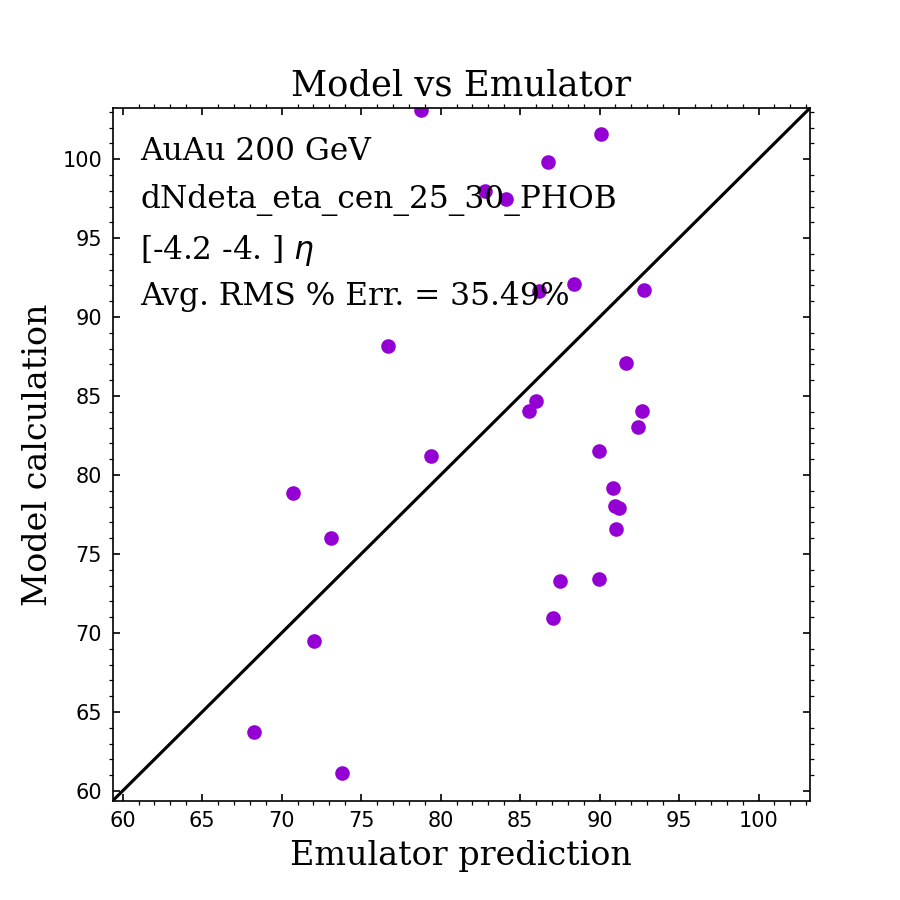 Model vs Emulator
AuAu 200 GeV
dNdeta_eta_cen_25_30_PHOB
[-4.2 -4. ] η
Avg. RMS % Err. = 35.49%
Model calculation
100
95
90
85
80
75
70
65
60
60 65 70 75 80 85 90 95 100
Emulator prediction